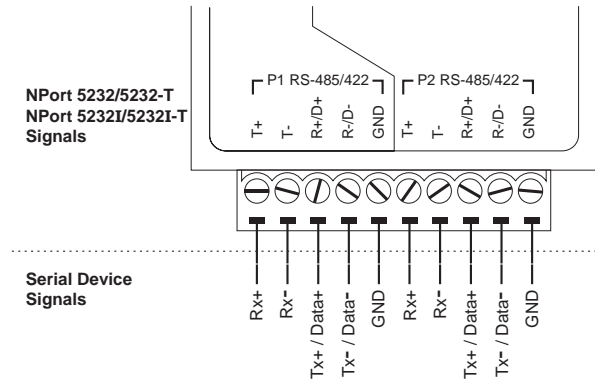 P1 RS-485/422
P2 RS-485/422
NPort 5232/5232-T
NPort 5232I/5232I-T
Signals
T+
T-
R+/D+
R-/D-
GND
T+
T-
R+/D+
R-/D-
GND
Serial Device
Signals
Rx+
Rx-
Tx+ / Data+
Tx- / Data-
GND
Rx+
Rx-
Tx+ / Data+
Tx- / Data-
GND